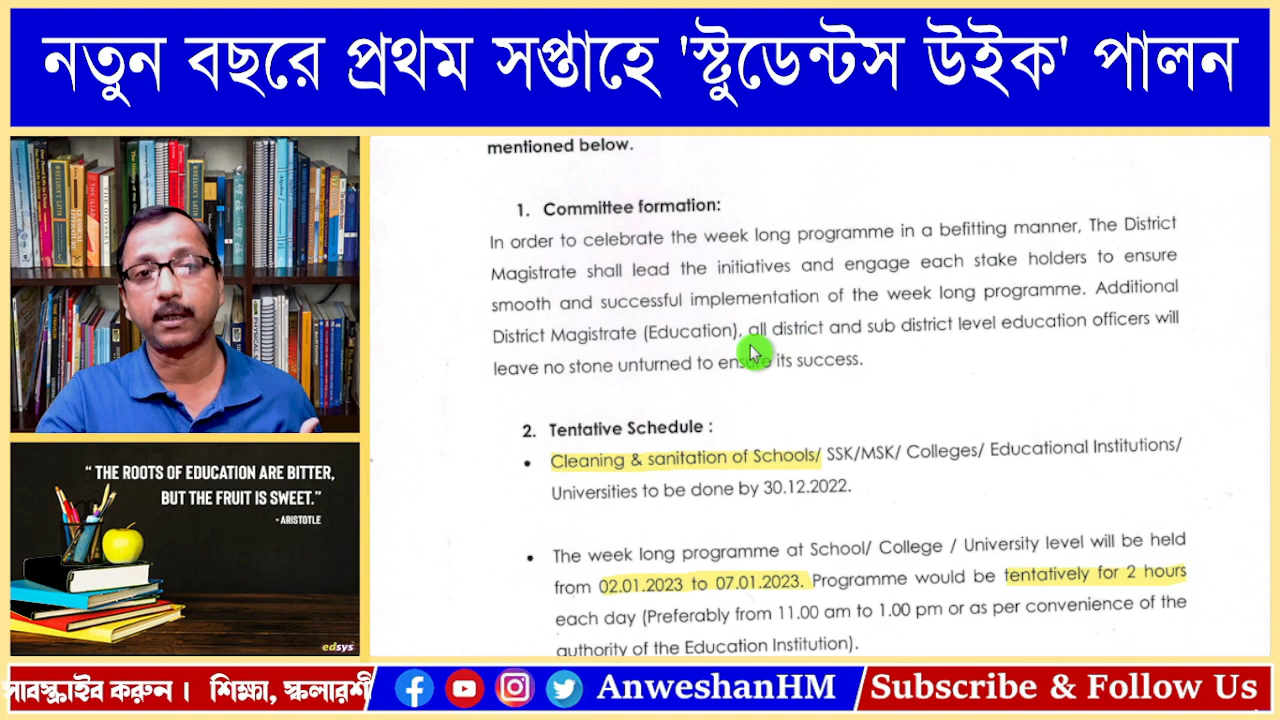 নতুন বছরে প্রথম সপ্তাহে 'স্টুডেন্টস উইক' পালন
mentioned below.
1. Committee formation:
In order to celebrate the week long programme in a befitting manner, The District
Magistrate shall lead the initiatives and engage each stake holders to ensure
smooth and successful implementation of the week long programme. Additional
District Magistrate (Education), all district and sub district level education officers will
leave no stone unturned to ensure its success.
2. Tentative Schedule :
• Cleaning & sanitation of Schools/ SSK/MSK/ Colleges/ Educational Institutions/
Universities to be done by 30.12.2022.
• The week long programme at School/ College / University level will be held
from 02.01.2023 to 07.01.2023. Programme would be tentatively for 2 hours
each day (Preferably from 11.00 am to 1.00 pm or as per convenience of the
authority of the Education Institution).
“ THE ROOTS OF EDUCATION ARE BITTER,
BUT THE FRUIT IS SWEET.”
- ARISTOTLE
edsys
সাবস্ক্রাইব করুন । শিক্ষা, স্কলারশী
AnweshanHM
Subscribe & Follow Us